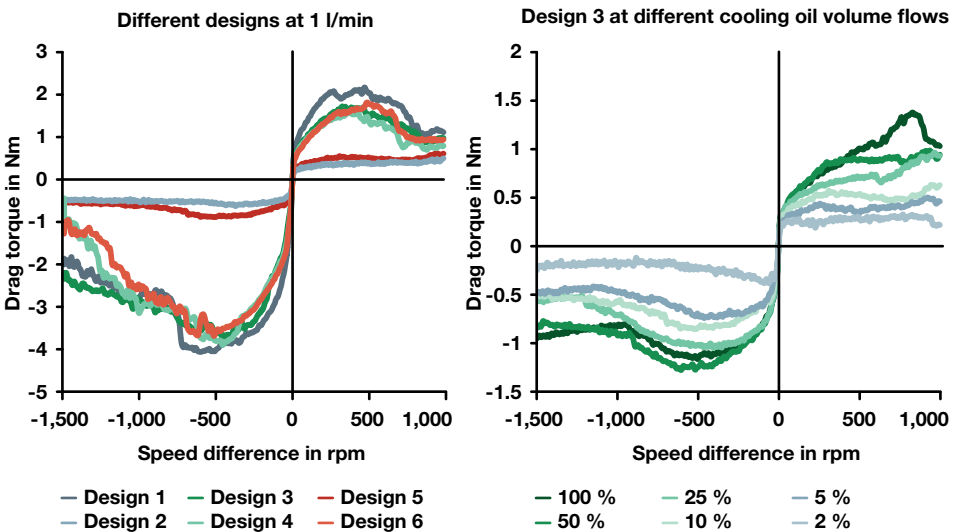 Different designs at 1 l/min
Drag torque in Nm
3
2
1
0
-1
-2
-3
-4
-5
-1,500 -1,000 -500 0 500 1,000
Speed difference in rpm
Design 1 Design 3 Design 5
Design 2 Design 4 Design 6
Design 3 at different cooling oil volume flows
Drag torque in Nm
2
1.5
1
0.5
0
-0.5
-1
-1.5
-1,500 -1,000 -500 0 500 1,000
Speed difference in rpm
100 % 25 % 5 %
50 % 10 % 2 %